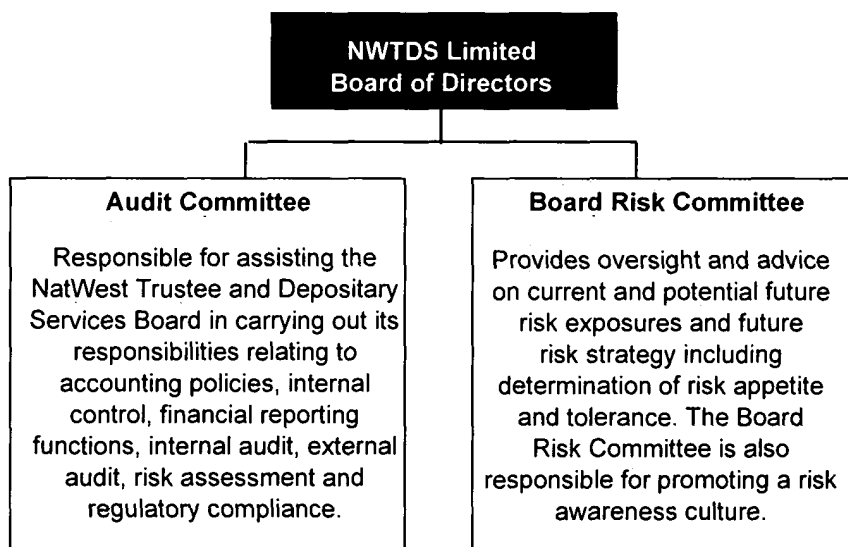 NWTDS Limited
Board of Directors
Audit Committee
Responsible for assisting the
NatWest Trustee and Depositary
Services Board in carrying out its
responsibilities relating to
accounting policies, internal
control, financial reporting
functions, internal audit, external
audit, risk assessment and
regulatory compliance.
Board Risk Committee
Provides oversight and advice
on current and potential future
risk exposures and future
risk strategy including
determination of risk appetite
and tolerance. The Board
Risk Committee is also
responsible for promoting a risk
awareness culture.